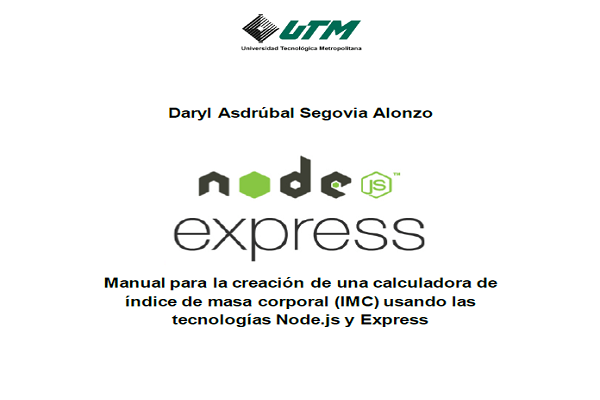 UTM
Universidad Tecnológica Metropolitana
Daryl Asdrúbal Segovia Alonzo
node JS™
express
Manual para la creación de una calculadora de
índice de masa corporal (IMC) usando las
tecnologías Node.js y Express